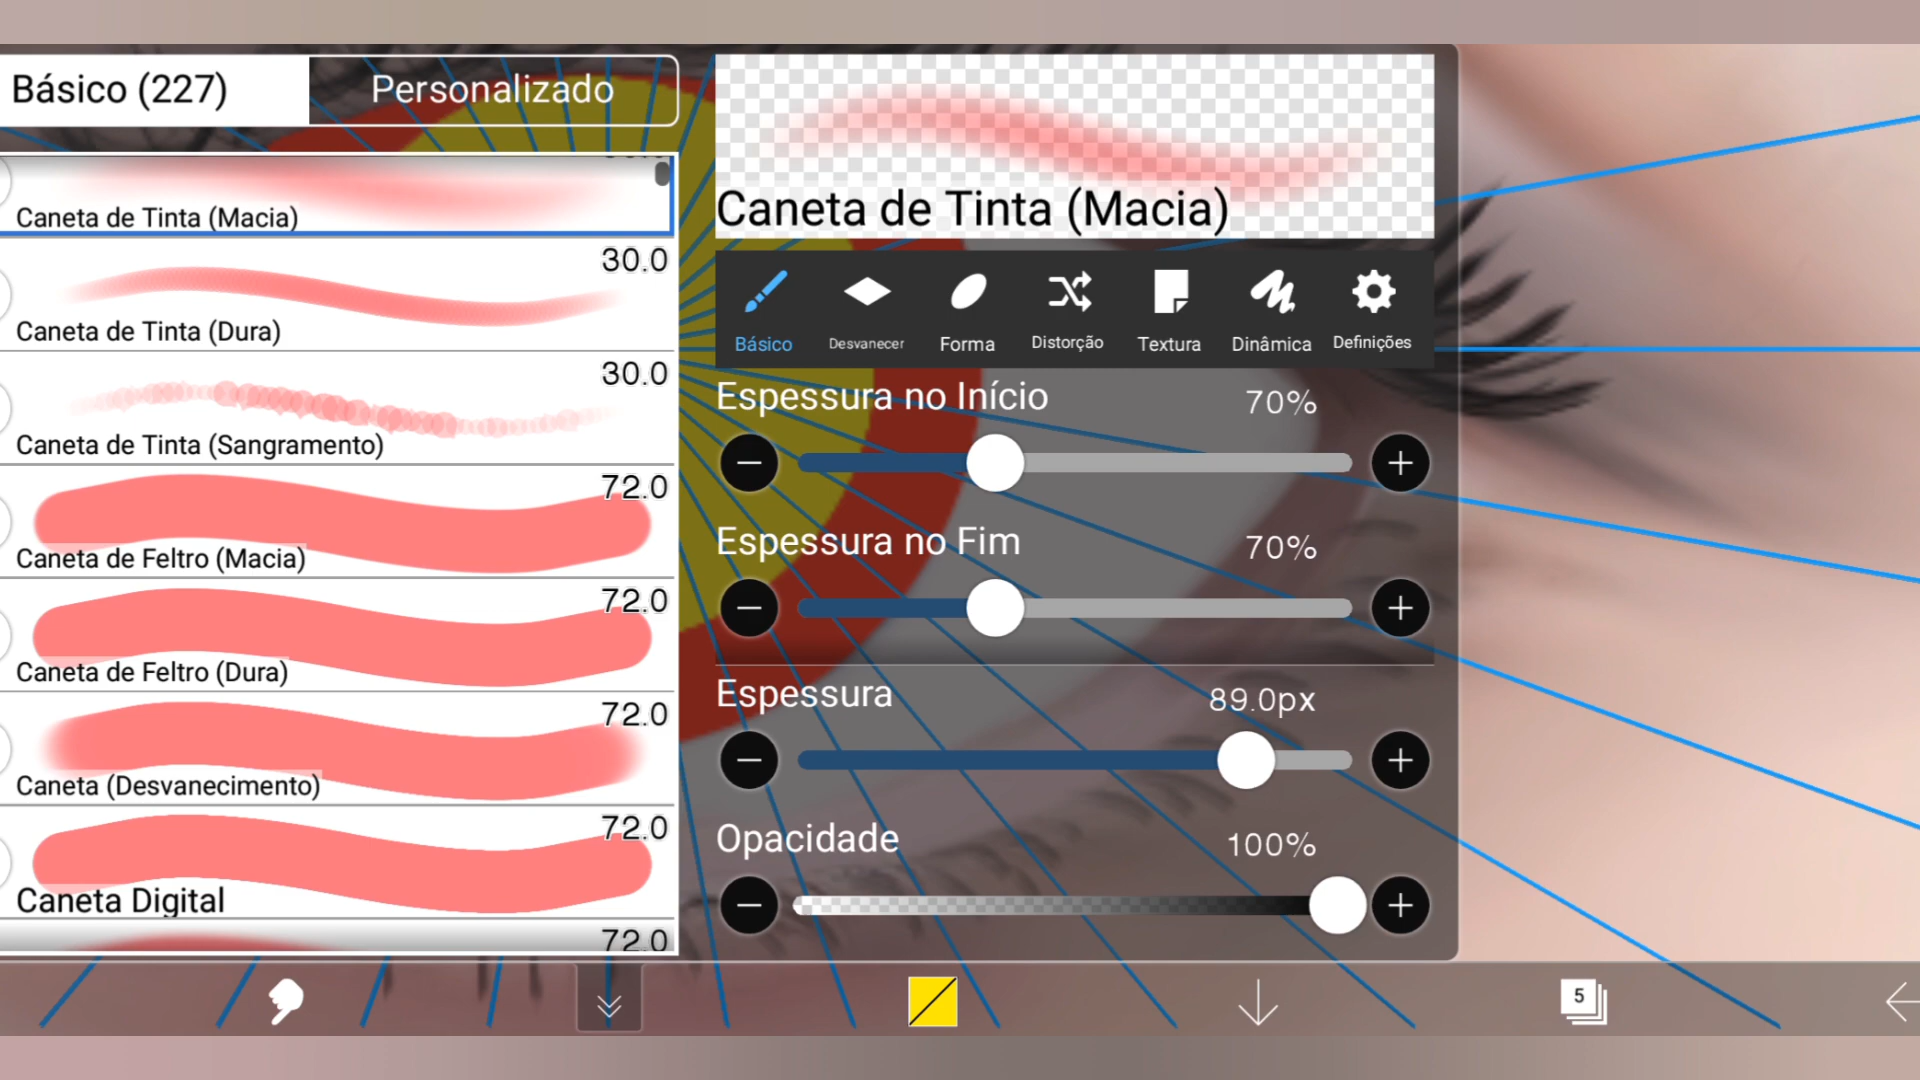 Básico (227)
Personalizado
Caneta de Tinta (Macia)
30.0
Caneta de Tinta (Dura)
30.0
Caneta de Tinta (Sangramento)
72.0
Caneta de Feltro (Macia)
72.0
Caneta de Feltro (Dura)
72.0
Caneta (Desvanecimento)
72.0
Caneta Digital
72.0
Caneta de Tinta (Macia)
Básico
Desvanecer
Forma
Distorção
Textura
Dinâmica
Definições
Espessura no Início
70%
Espessura no Fim
70%
Espessura
89.0px
Opacidade
100%
5